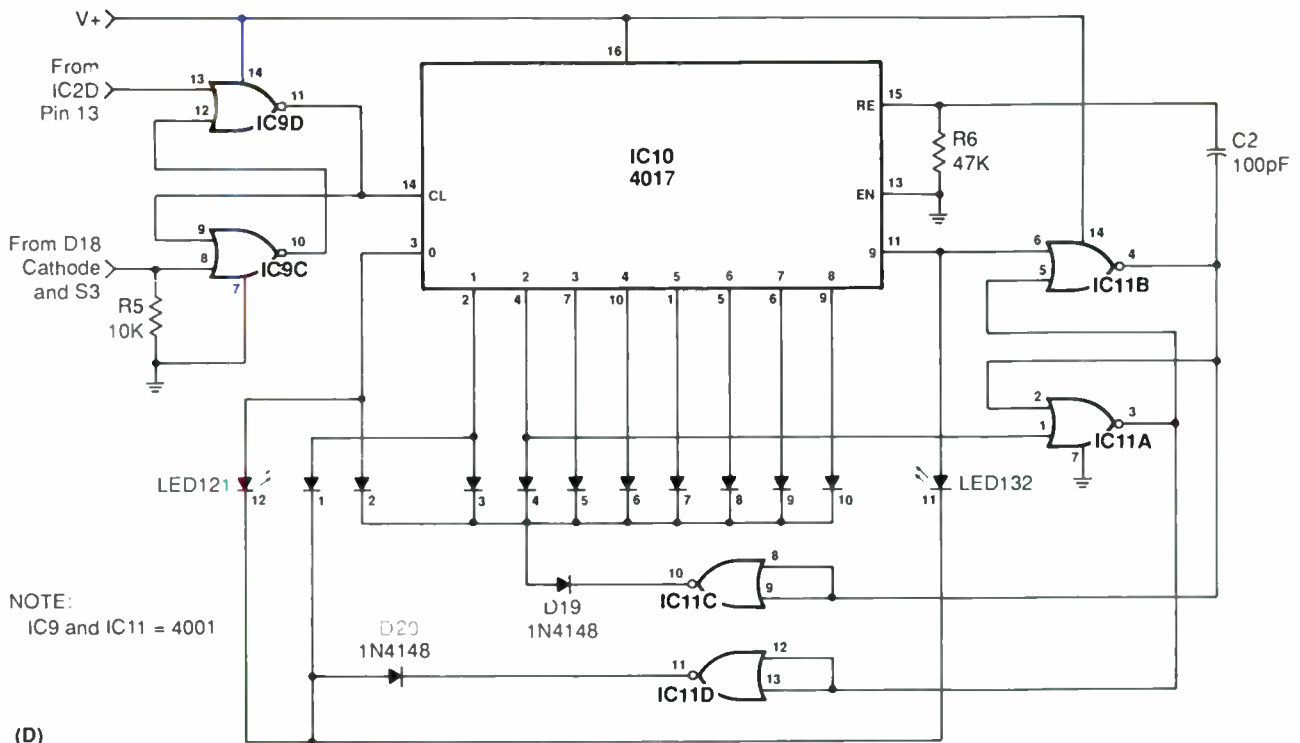 V+
From
IC2D
Pin 13
13
12
14
11
IC9D
9
8
10
IC9C
7
From D18
Cathode
and S3
R5
10K
16
IC10
4017
RE
15
EN
13
9
11
14
CL
3
0
1
2
3
4
5
6
7
8
2
4
7
10
1
5
6
9
R6
47K
C2
100pF
6
5
14
4
IC11B
2
1
3
IC11A
7
LED121
12
1
2
3
4
5
6
7
8
9
10
11
LED132
10
8
9
IC11C
D19
1N4148
NOTE:
IC9 and IC11 = 4001
D20
1N4148
11
12
13
IC11D
(D)